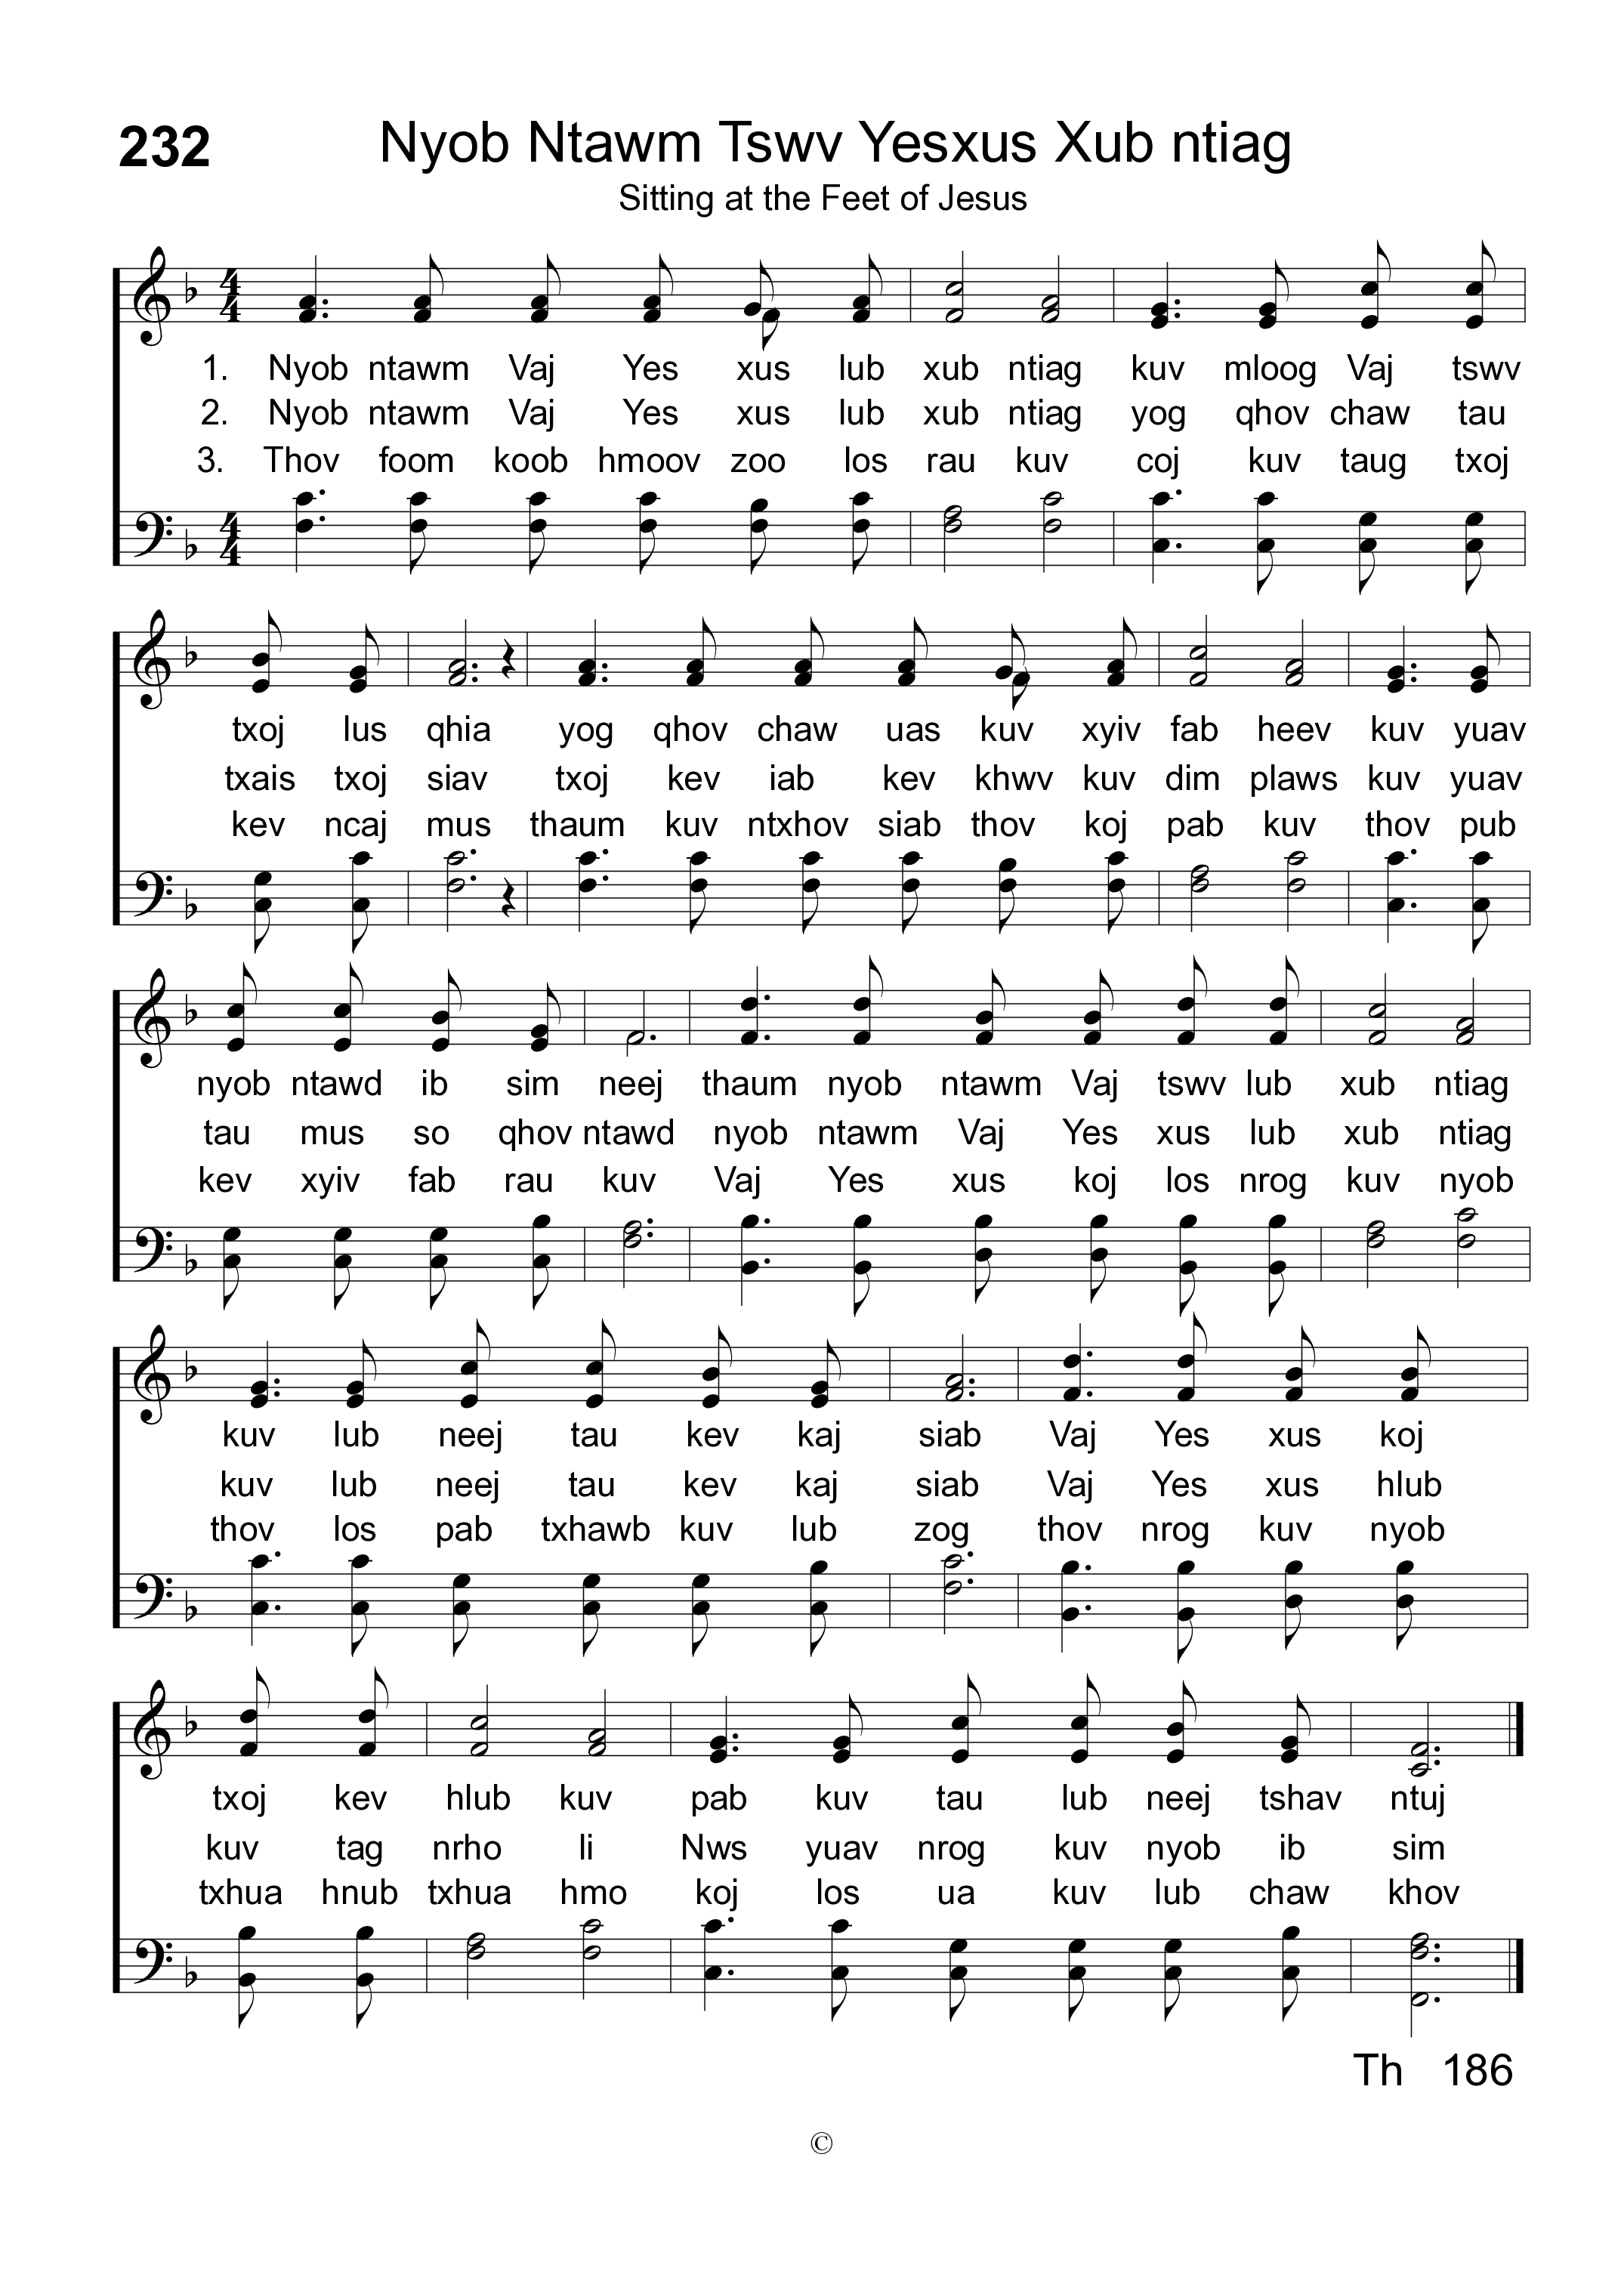 232 Nyob Ntawm Tswv Yesxus Xub ntiag
Sitting at the Feet of Jesus
1. Nyob ntawm Vaj Yes xus lub xub ntiag kuv mloog Vaj tswv
2. Nyob ntawm Vaj Yes xus lub xub ntiag yog qhov chaw tau
3. Thov foom koob hmoov zoo los rau kuv coj kuv taug txoj
txoj lus qhia yog qhov chaw uas kuv xyiv fab heev kuv yuav
txais txoj siav txoj kev iab kev khwv kuv dim plaws kuv yuav
kev ncaj mus thaum kuv ntxhov siab thov koj pab kuv thov pub
nyob ntawd ib sim neej thaum nyob ntawm Vaj tswv lub xub ntiag
tau mus so qhov ntawd nyob ntawm Vaj Yes xus lub xub ntiag
kev xyiv fab rau kuv Vaj Yes xus koj los nrog kuv nyob
kuv lub neej tau kev kaj siab Vaj Yes xus koj
kuv lub neej tau kev kaj siab Vaj Yes xus hlub
thov los pab txhawb kuv lub zog thov nrog kuv nyob
txoj kev hlub kuv pab kuv tau lub neej tshav ntuj
kuv tag nrho li Nws yuav nrog kuv nyob ib sim
txhua hnub txhua hmo koj los ua kuv lub chaw khov
Th 186
©